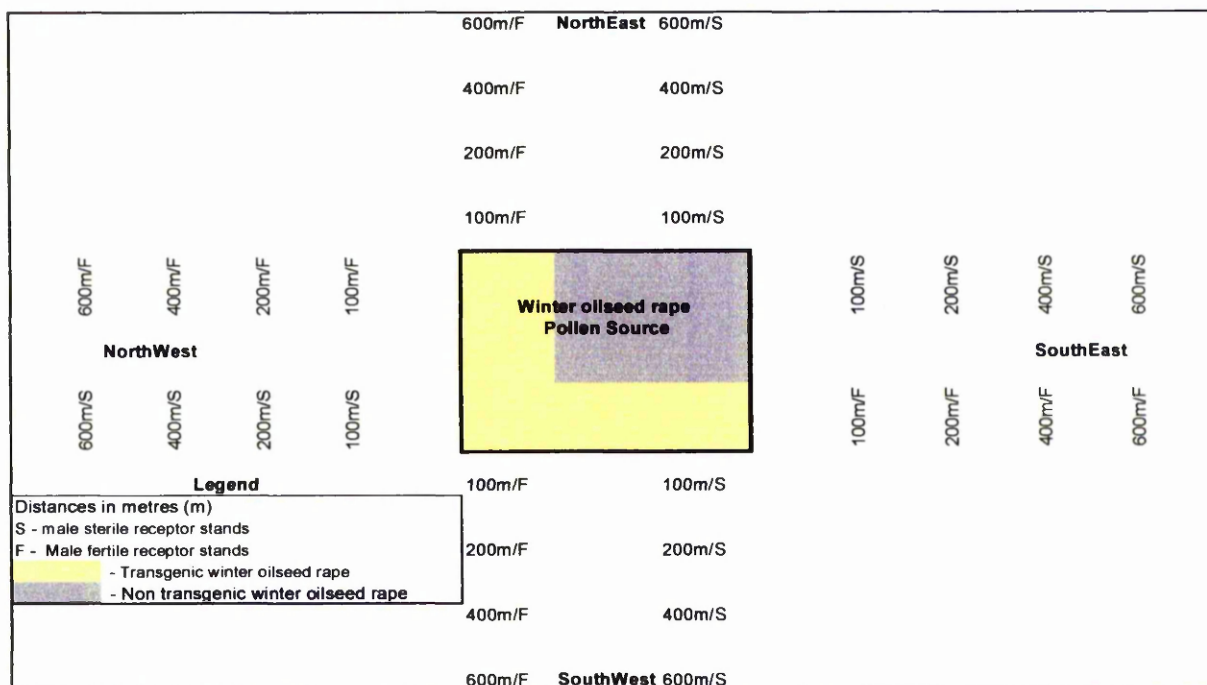 600m/F NorthEast 600m/S
400m/F 400m/S
200m/F 200m/S
100m/F 100m/S
600m/F 400m/F 200m/F 100m/F
NorthWest
600m/S 400m/S 200m/S 100m/S
Winter oilseed rape
Pollen Source
100m/S 200m/S 400m/S 600m/S
SouthEast
100m/F 200m/F 400m/F 600m/F
100m/F 100m/S
200m/F 200m/S
400m/F 400m/S
600m/F SouthWest 600m/S
Legend
Distances in metres (m)
S - male sterile receptor stands
F - Male fertile receptor stands
- Transgenic winter oilseed rape
- Non transgenic winter oilseed rape